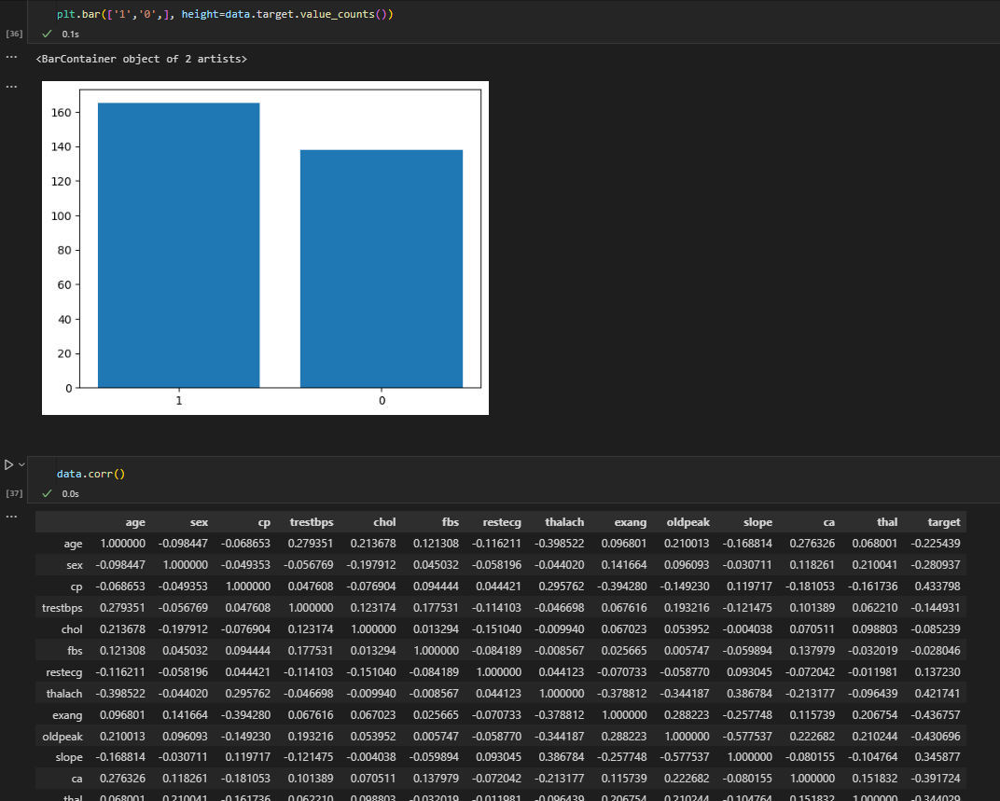 plt.bar(['1','0',], height=data.target.value_counts())
[36] 0.1s
... <BarContainer object of 2 artists>
...
160
140
120
100
80
60
40
20
0
1 0
data.corr()
[37] 0.0s
...
age sex cp trestbps chol fbs restecg thalach exang oldpeak slope ca thal target
age 1.000000 -0.098447 -0.068653 0.279351 0.213678 0.121308 -0.116211 -0.398522 0.096801 0.210013 -0.168814 0.276326 0.068001 -0.225439
sex -0.098447 1.000000 -0.049353 -0.056769 -0.197912 0.045032 -0.058196 -0.044020 0.141664 0.096093 -0.030711 0.118261 0.210041 -0.280937
cp -0.068653 -0.049353 1.000000 0.047608 -0.076904 0.094444 0.044421 0.295762 -0.394280 -0.149230 0.119717 -0.181053 -0.161736 0.433798
trestbps 0.279351 -0.056769 0.047608 1.000000 0.123174 0.177531 -0.114103 -0.046698 0.067616 0.193216 -0.121475 0.101389 0.062210 -0.144931
chol 0.213678 -0.197912 -0.076904 0.123174 1.000000 0.013294 -0.151040 -0.009940 0.067023 0.053952 -0.004038 0.070511 0.098803 -0.085239
fbs 0.121308 0.045032 0.094444 0.177531 0.013294 1.000000 -0.084189 -0.008567 0.025665 0.005747 -0.059894 0.137979 -0.032019 -0.028046
restecg -0.116211 -0.058196 0.044421 -0.114103 -0.151040 -0.084189 1.000000 0.044123 -0.070733 -0.058770 0.093045 -0.072042 -0.011981 0.137230
thalach -0.398522 -0.044020 0.295762 -0.046698 -0.009940 -0.008567 0.044123 1.000000 -0.378812 -0.344187 0.386784 -0.213177 -0.096439 0.421741
exang 0.096801 0.141664 -0.394280 0.067616 0.067023 0.025665 -0.070733 -0.378812 1.000000 0.288223 -0.257748 0.115739 0.206754 -0.436757
oldpeak 0.210013 0.096093 -0.149230 0.193216 0.053952 0.005747 -0.058770 -0.344187 0.288223 1.000000 -0.577537 0.222682 0.210244 -0.430696
slope -0.168814 -0.030711 0.119717 -0.121475 -0.004038 -0.059894 0.093045 0.386784 -0.257748 -0.577537 1.000000 -0.080155 -0.104764 0.345877
ca 0.276326 0.118261 -0.181053 0.101389 0.070511 0.137979 -0.072042 -0.213177 0.115739 0.222682 -0.080155 1.000000 0.151832 -0.391724
thal 0.068001 0.210041 -0.161736 0.062210 0.098803 -0.032019 -0.011981 -0.096439 0.206754 0.210244 -0.104764 0.151832 1.000000 -0.344029